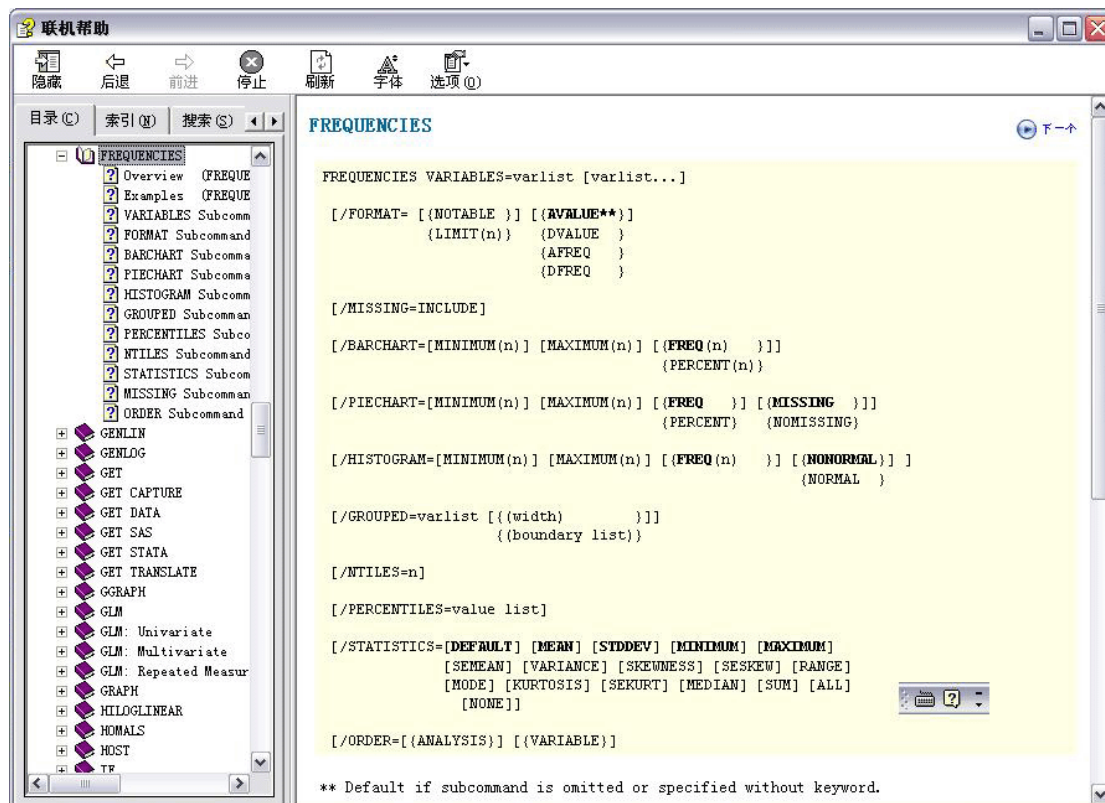 联机帮助
隐藏 后退 前进 停止 刷新 字体 选项(O)
目录(C) 索引(N) 搜索(S)
FREQUENCIES
Overview (FREQUE
Examples (FREQUE
VARIABLES Subcomm
FORMAT Subcommand
BARCHART Subcomma
PIECHART Subcomma
HISTOGRAM Subcomm
GROUPED Subcomman
PERCENTILES Subco
NTILES Subcommand
STATISTICS Subcom
MISSING Subcomman
ORDER Subcommand
GENLIN
GENLOG
GET
GET CAPTURE
GET DATA
GET SAS
GET STATA
GET TRANSLATE
GGRAPH
GLM
GLM: Univariate
GLM: Multivariate
GLM: Repeated Measur
GRAPH
HILOGLINEAR
HOMALS
HOST
IF
FREQUENCIES
下一个
FREQUENCIES VARIABLES=varlist [varlist...]
[/FORMAT= [{NOTABLE }] [{AVALUE**}]
{LIMIT(n)} {DVALUE }
{AFREQ }
{DFREQ }
[/MISSING=INCLUDE]
[/BARCHART=[MINIMUM(n)] [MAXIMUM(n)] [{FREQ(n) }]]
{PERCENT(n)}
[/PIECHART=[MINIMUM(n)] [MAXIMUM(n)] [{FREQ }] [{MISSING }]]
{PERCENT} {NOMISSING}
[/HISTOGRAM=[MINIMUM(n)] [MAXIMUM(n)] [{FREQ(n) }] [{NONORMAL}] ]
{NORMAL }
[/GROUPED=varlist [{(width) }]]
{(boundary list)}
[/NTILES=n]
[/PERCENTILES=value list]
[/STATISTICS=[DEFAULT] [MEAN] [STDDEV] [MINIMUM] [MAXIMUM]
[SEMEAN] [VARIANCE] [SKEWNESS] [SESKEW] [RANGE]
[MODE] [KURTOSIS] [SEKURT] [MEDIAN] [SUM] [ALL]
[NONE]]
[/ORDER=[{ANALYSIS}] [{VARIABLE}]
** Default if subcommand is omitted or specified without keyword.